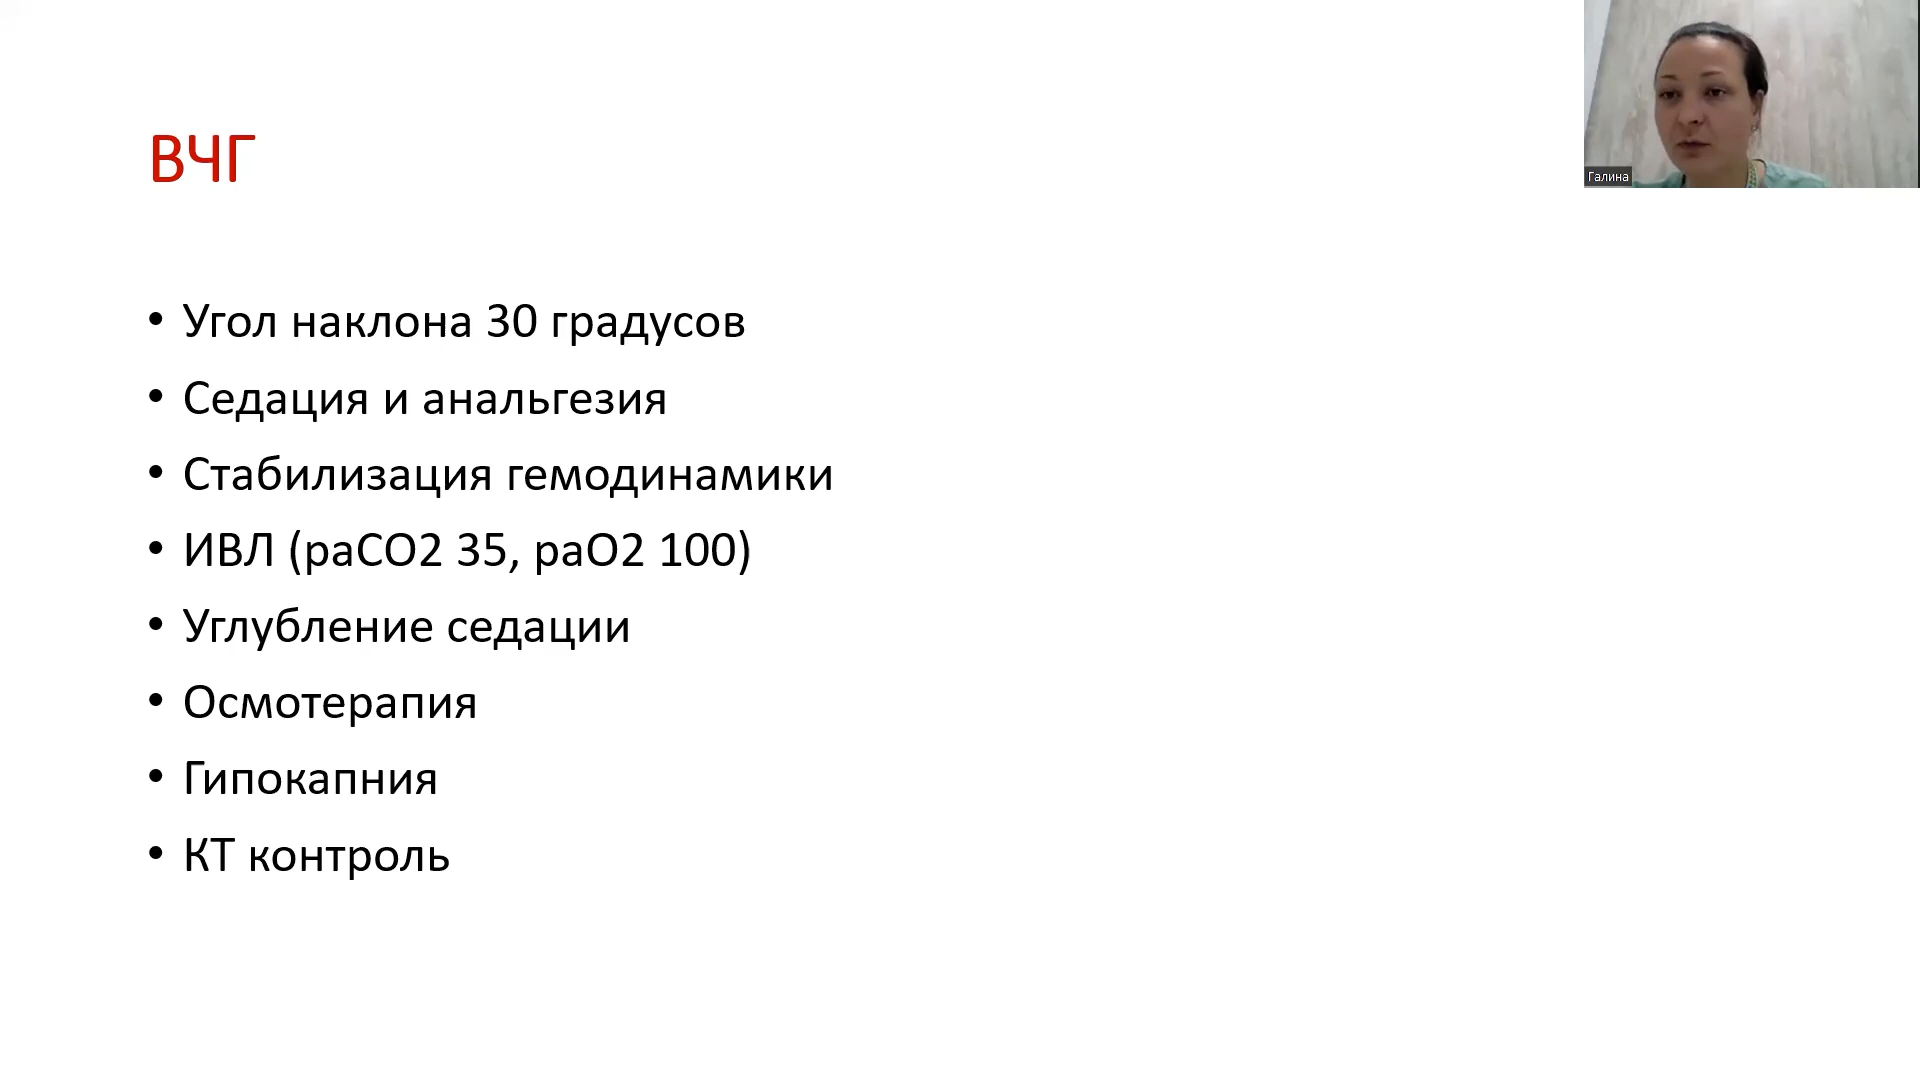 ВЧГ
Галина
• Угол наклона 30 градусов
• Седация и анальгезия
• Стабилизация гемодинамики
• ИВЛ (раСО2 35, раО2 100)
• Углубление седации
• Осмотерапия
• Гипокапния
• КТ контроль